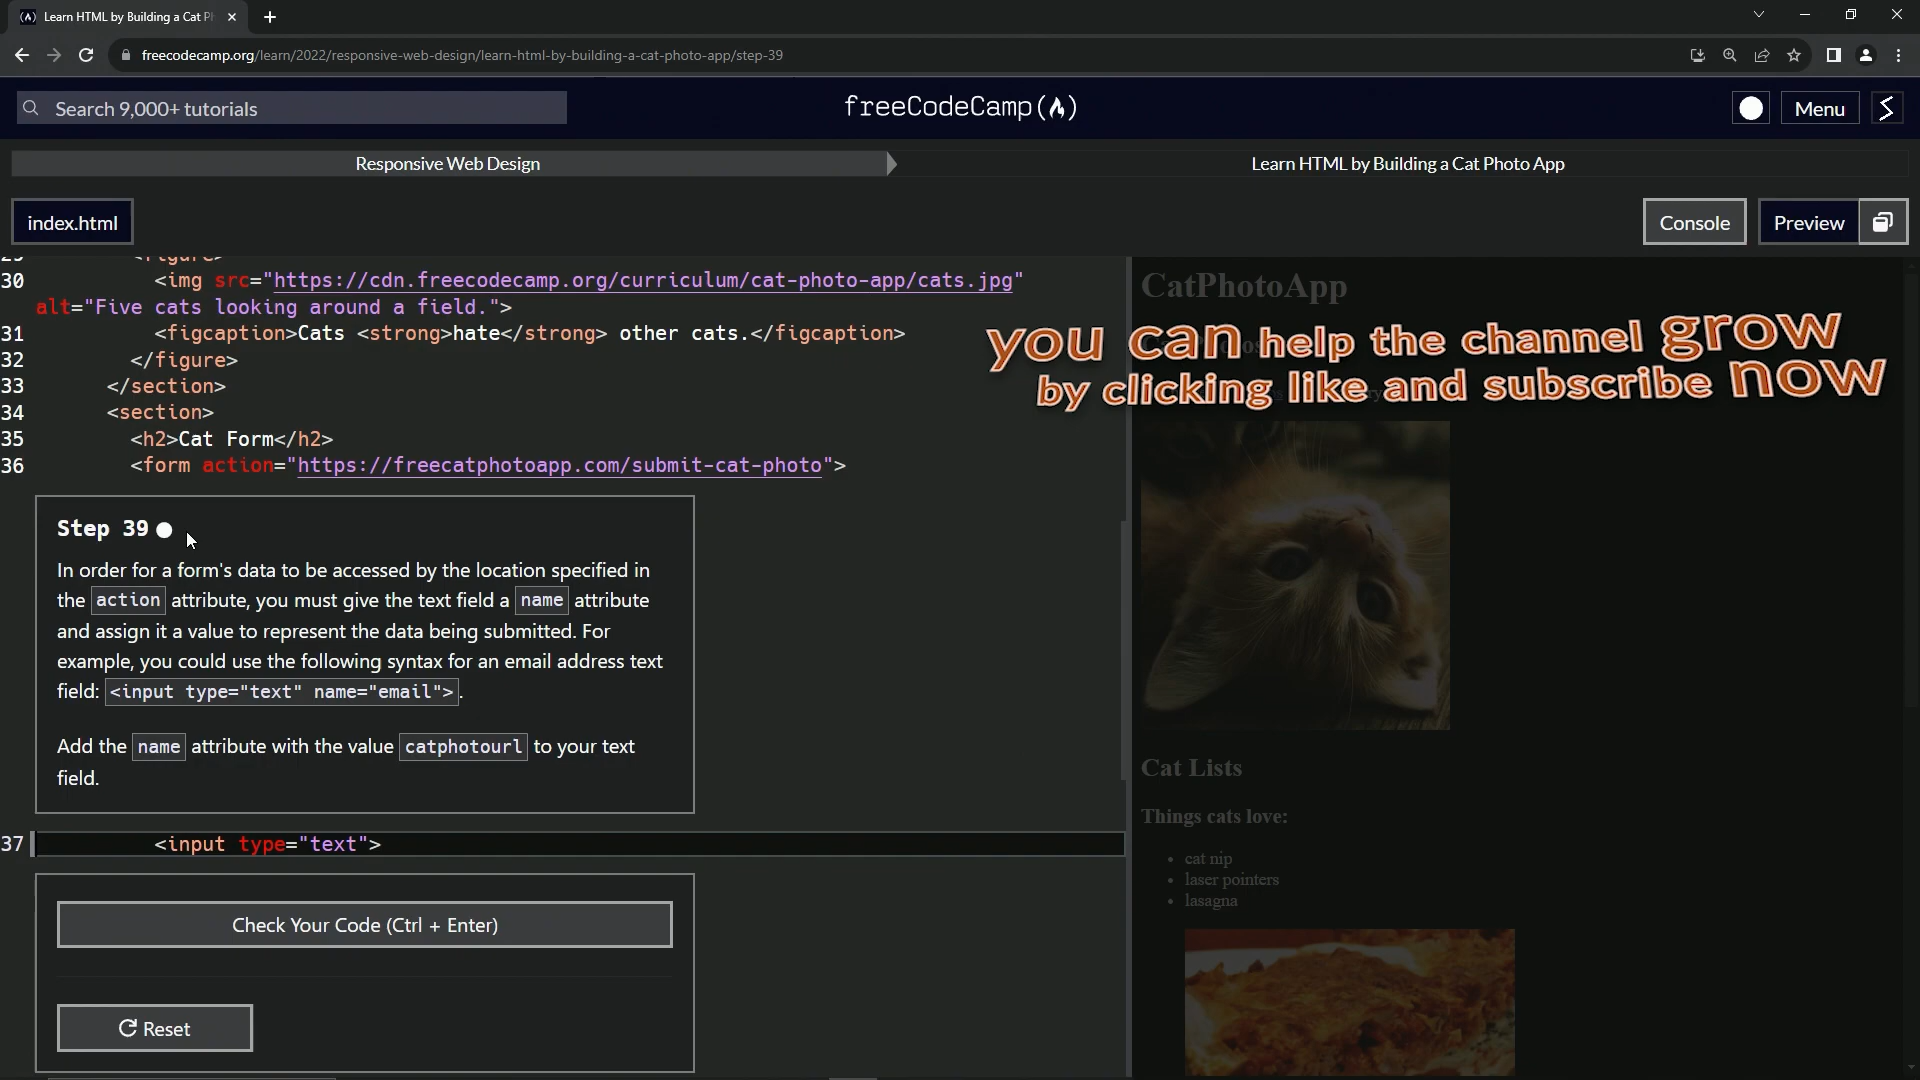 Learn HTML by Building a Cat Ph
freecodecamp.org/learn/2022/responsive-web-design/learn-html-by-building-a-cat-photo-app/step-39
Search 9,000+ tutorials
freeCodeCamp
Menu
Responsive Web Design
Learn HTML by Building a Cat Photo App
index.html
Console
Preview
30 <img src="https://cdn.freecodecamp.org/curriculum/cat-photo-app/cats.jpg"
alt="Five cats looking around a field.">
31 <figcaption>Cats <strong>hate</strong> other cats.</figcaption>
32 </figure>
33 </section>
34 <section>
35 <h2>Cat Form</h2>
36 <form action="https://freecatphotoapp.com/submit-cat-photo">
Step 39
In order for a form's data to be accessed by the location specified in
the action attribute, you must give the text field a name attribute
and assign it a value to represent the data being submitted. For
example, you could use the following syntax for an email address text
field: <input type="text" name="email">.
Add the name attribute with the value catphotourl to your text
field.
37 <input type="text">
Check Your Code (Ctrl + Enter)
Reset
CatPhotoApp
you can help the channel grow
by clicking like and subscribe now
Cat Lists
Things cats love:
cat nip
laser pointers
lasagna